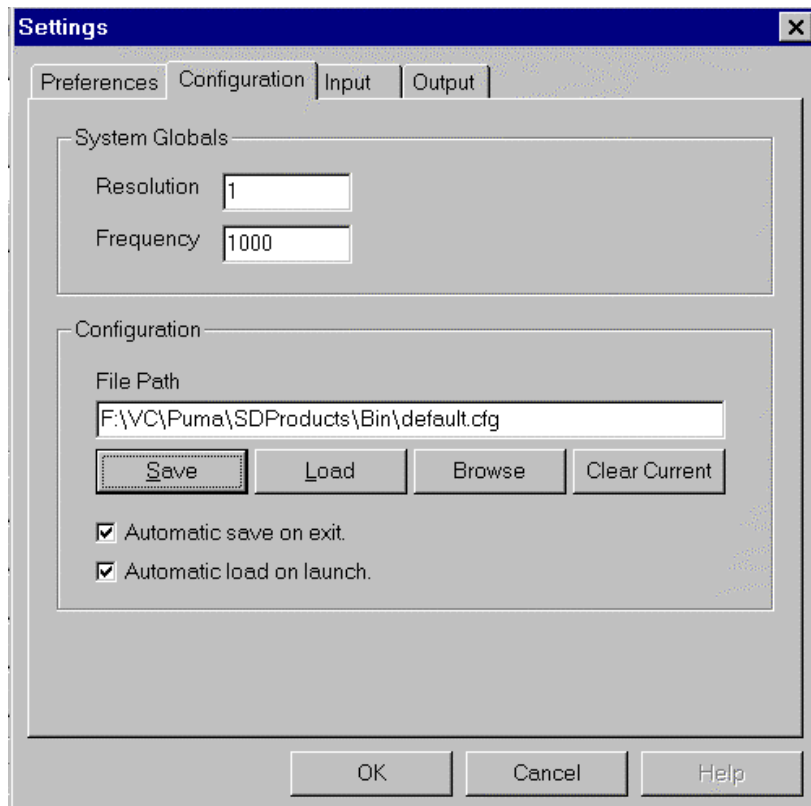 Settings
Preferences Configuration Input Output
System Globals
Resolution 1
Frequency 1000
Configuration
File Path
F:\VC\Puma\SDProducts\Bin\default.cfg
Save Load Browse Clear Current
Automatic save on exit.
Automatic load on launch.
OK Cancel Help